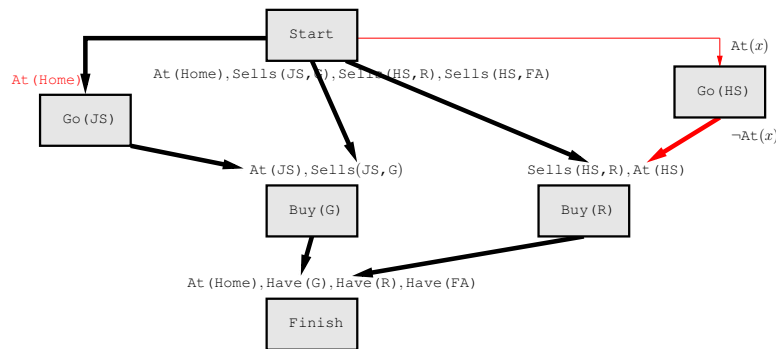 Start
At(x)
At(Home),Sells(JS,G),Sells(HS,R),Sells(HS,FA)
At(Home)
Go(HS)
Go(JS)
¬At(x)
At(JS),Sells(JS,G)
Sells(HS,R),At(HS)
Buy(G)
Buy(R)
At(Home),Have(G),Have(R),Have(FA)
Finish